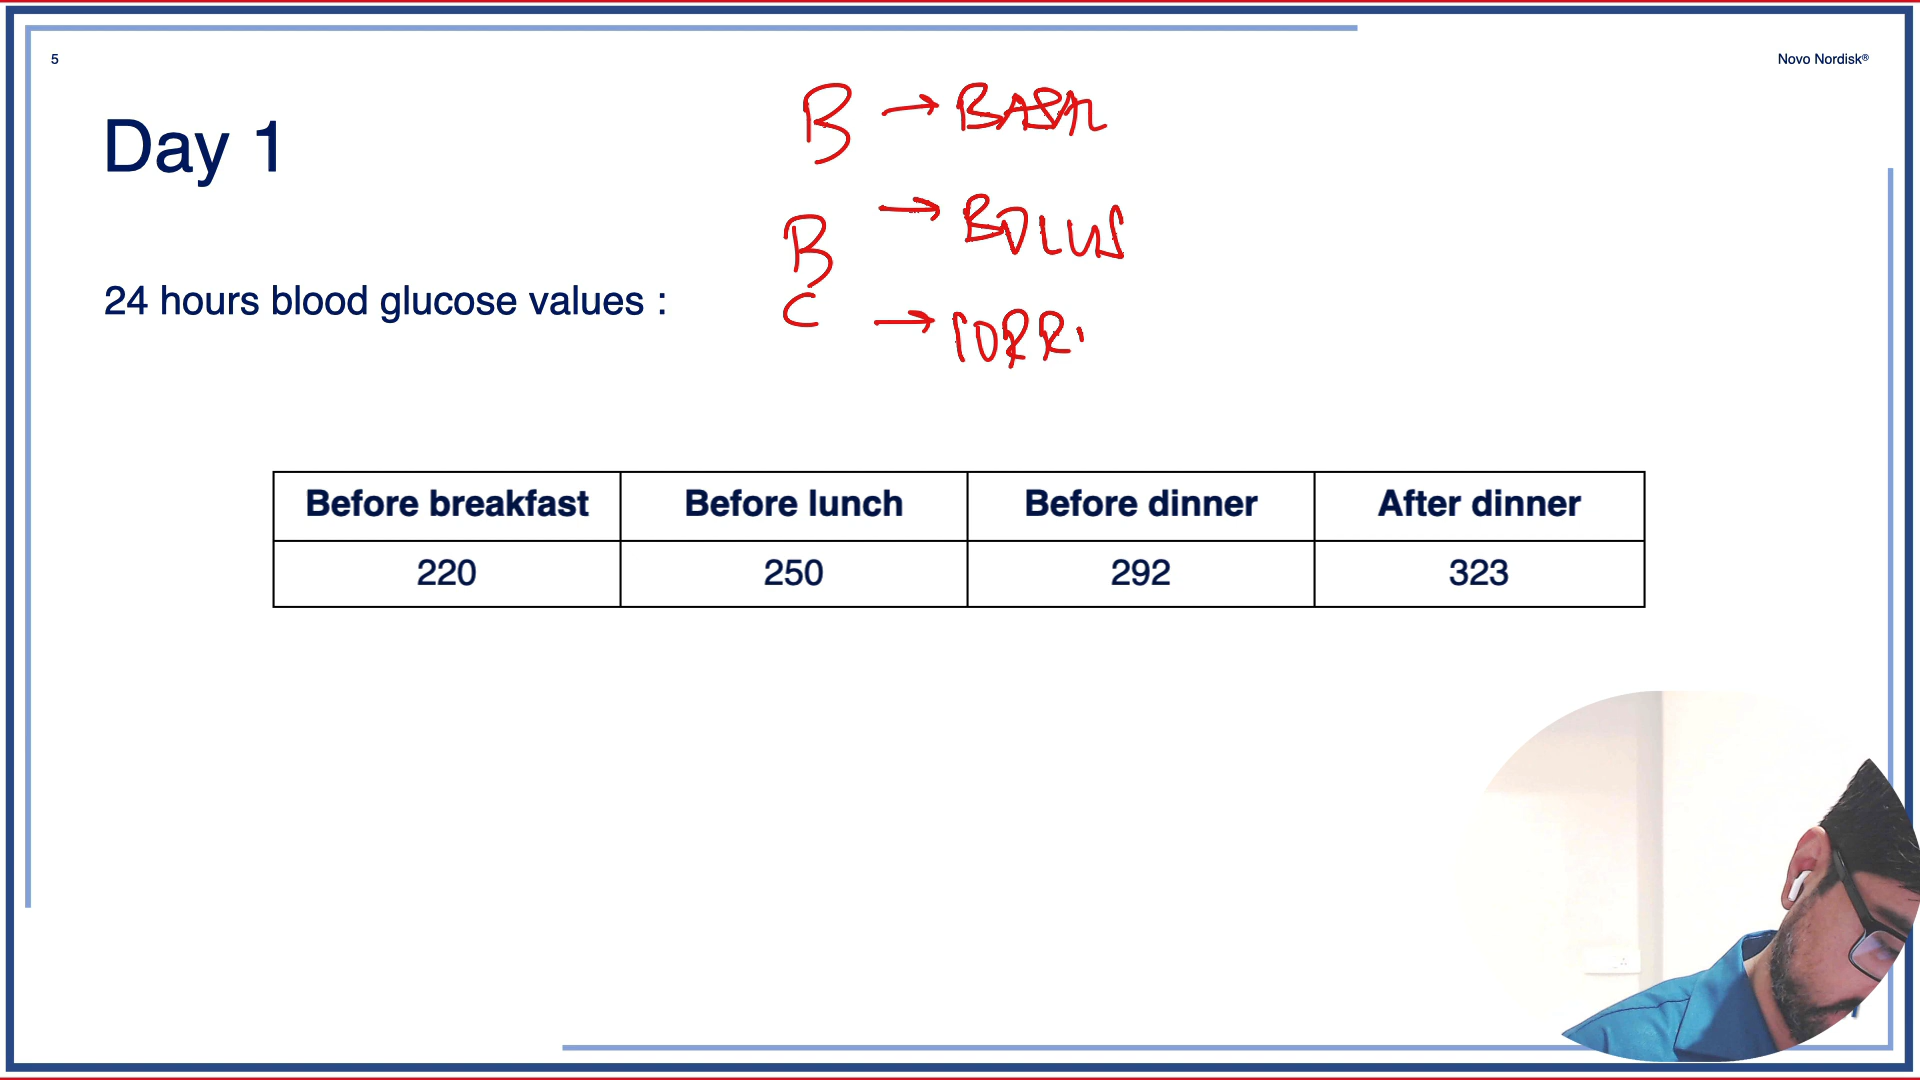 5
Novo Nordisk®
B → BASAL
Day 1
B → BOLUS
24 hours blood glucose values :
C → CORRI
Before breakfast Before lunch Before dinner After dinner
220 250 292 323